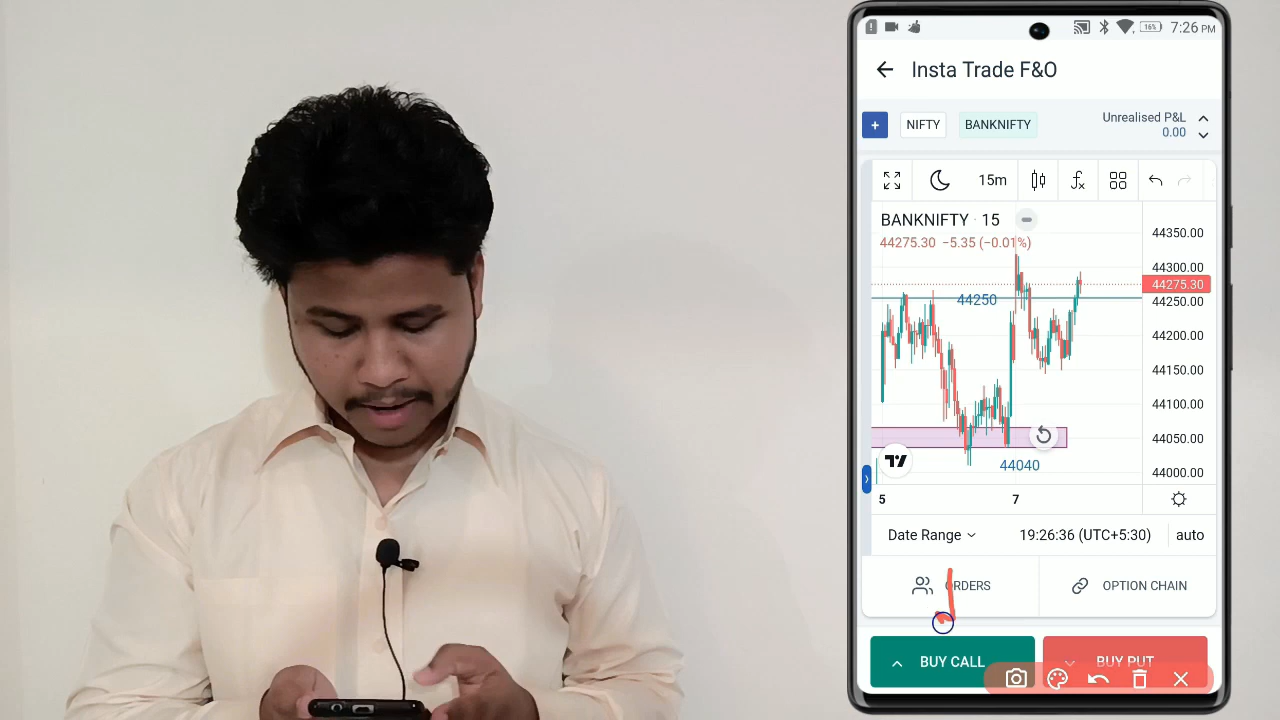 16%
7:26 PM
Insta Trade F&O
+ NIFTY BANKNIFTY
Unrealised P&L
0.00
15m
fx
BANKNIFTY · 15
44275.30 −5.35 (−0.01%)
44350.00
44300.00
44275.30
44250
44250.00
44200.00
44150.00
44100.00
44050.00
44040
44000.00
5 7
Date Range 19:26:36 (UTC+5:30) auto
ORDERS OPTION CHAIN
BUY CALL BUY PUT